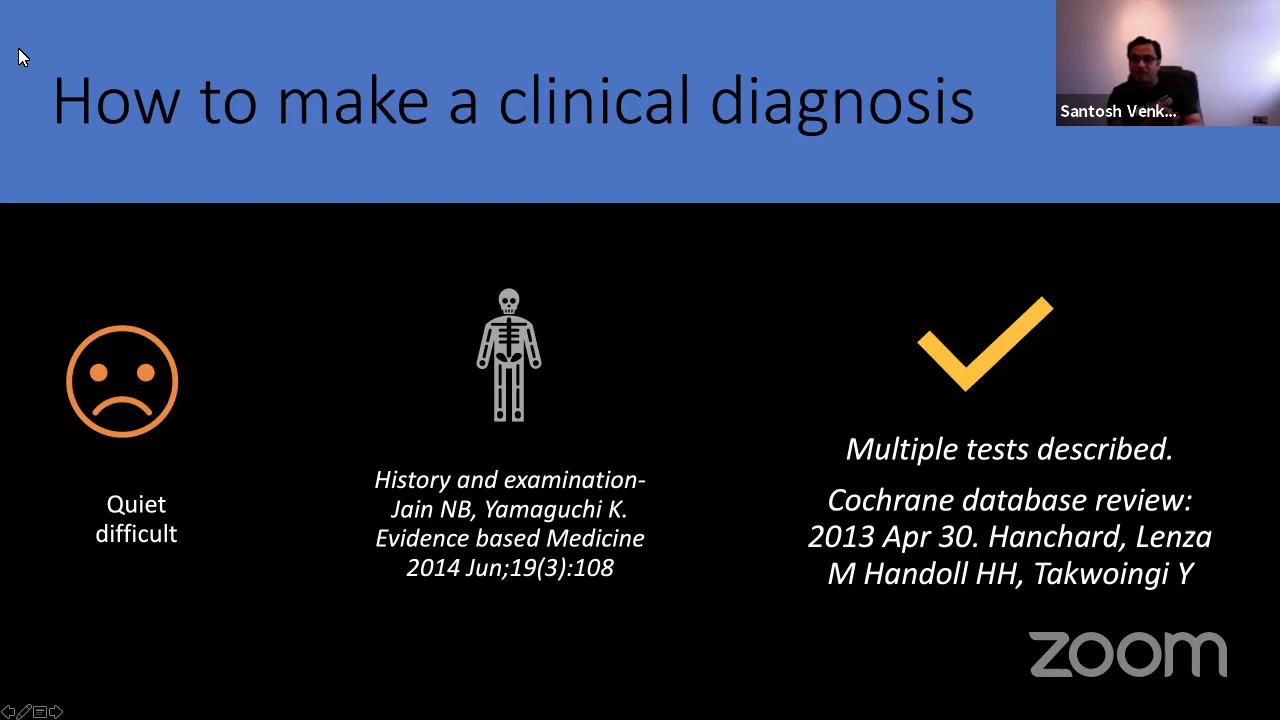 How to make a clinical diagnosis
Santosh Venk...
Quiet
difficult
History and examination-
Jain NB, Yamaguchi K.
Evidence based Medicine
2014 Jun;19(3):108
Multiple tests described.
Cochrane database review:
2013 Apr 30. Hanchard, Lenza
M Handoll HH, Takwoingi Y
zoom